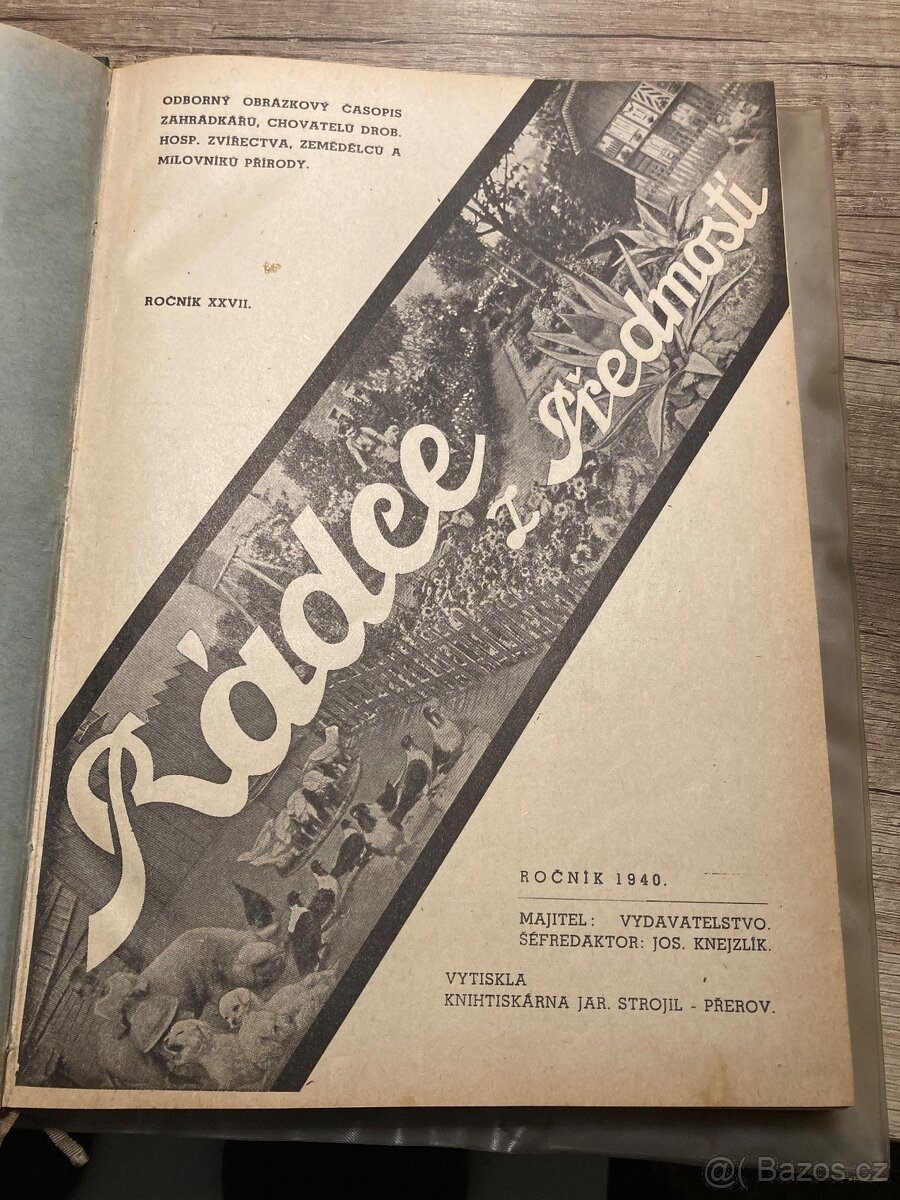 ODBORNÝ OBRÁZKOVÝ ČASOPIS
ZAHRÁDKÁŘŮ, CHOVATELŮ DROB.
HOSP. ZVÍŘECTVA, ZEMĚDĚLCŮ A
MILOVNÍKŮ PŘÍRODY.
ROČNÍK XXVII.
Rádce
z Předmostí
ROČNÍK 1940.
MAJITEL: VYDAVATELSTVO.
ŠÉFREDAKTOR: JOS. KNEJZLÍK.
VYTISKLA
KNIHTISKÁRNA JAR. STROJIL - PŘEROV.
@( Bazos.cz